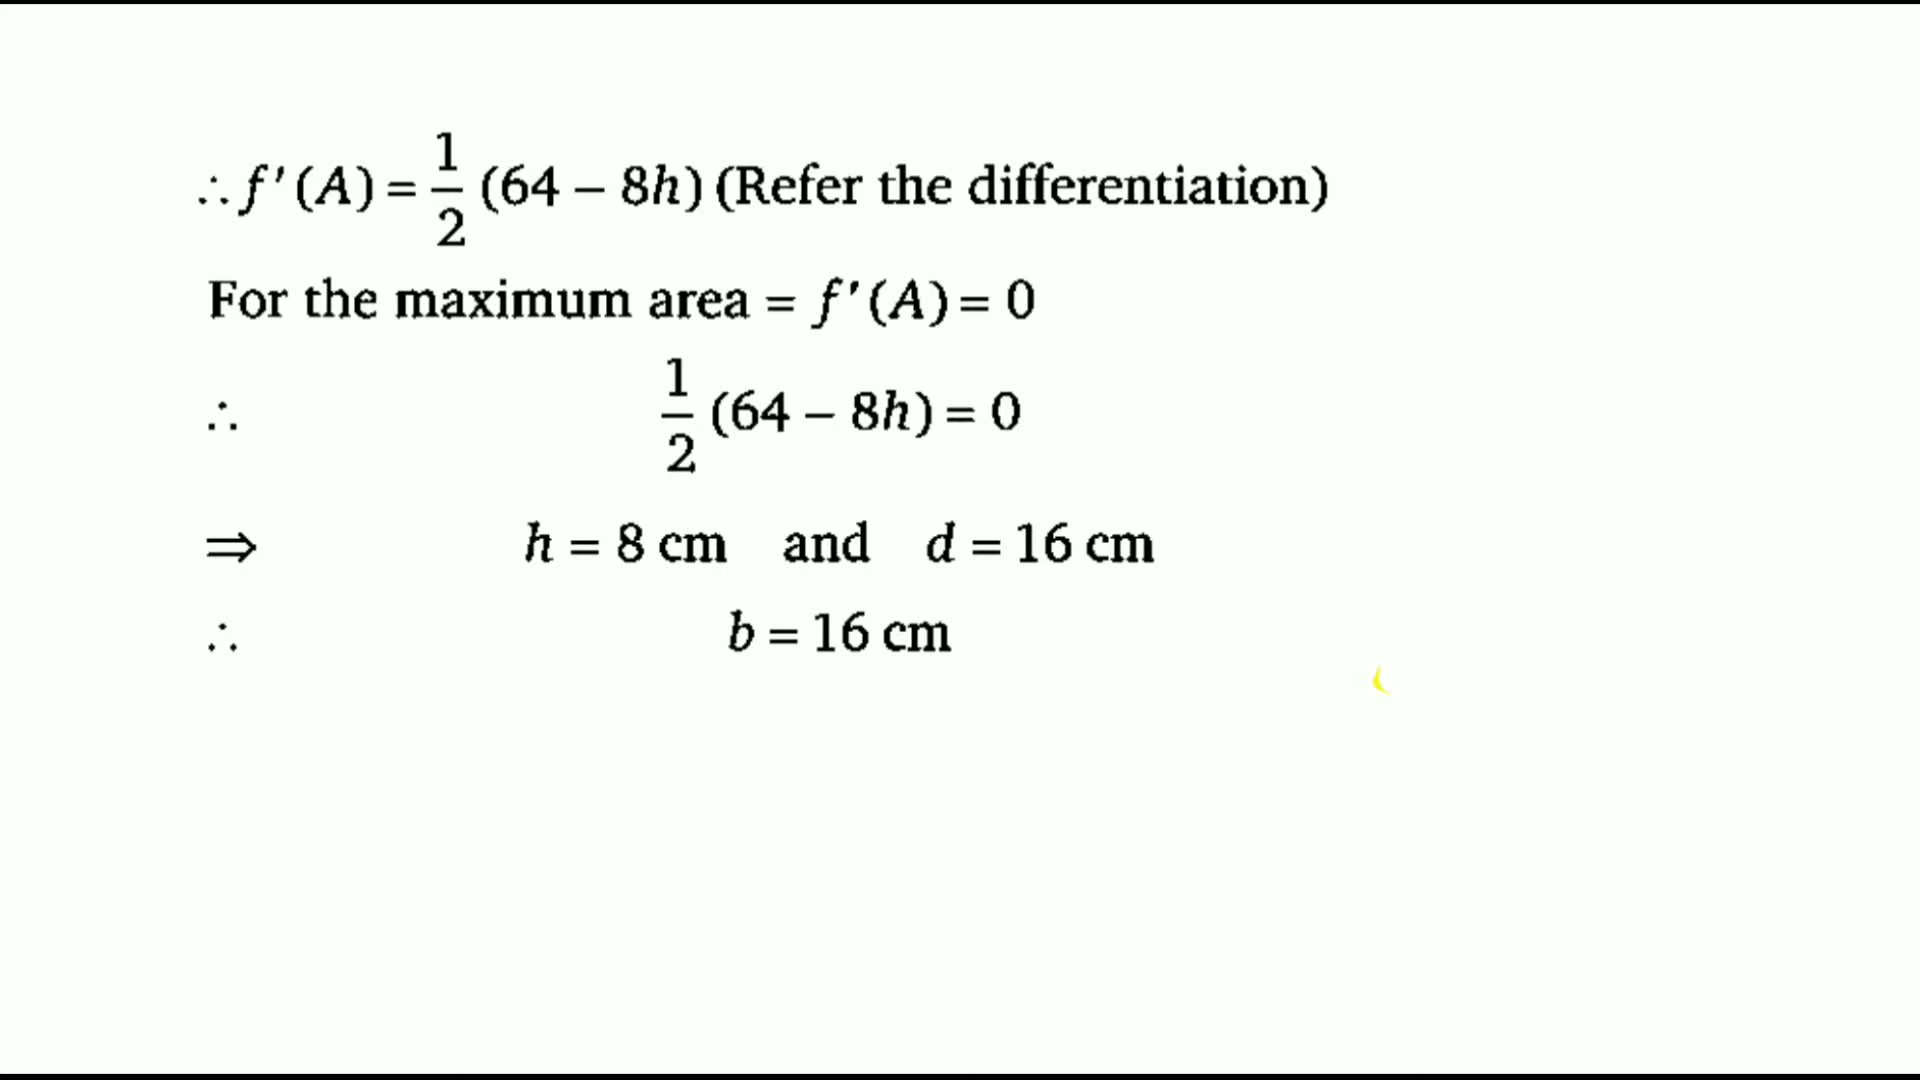 ∴ f′(A) = 1/2 (64 – 8h) (Refer the differentiation)
For the maximum area = f′(A) = 0
∴ 1/2 (64 – 8h) = 0
⇒ h = 8 cm and d = 16 cm
∴ b = 16 cm